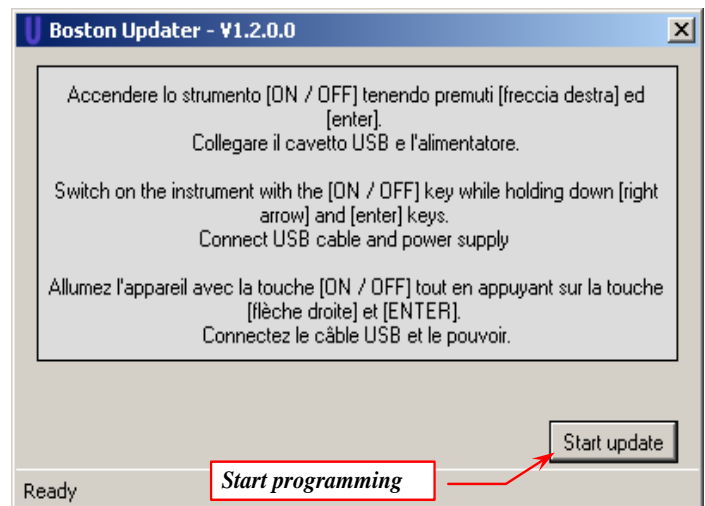 Boston Updater - V1.2.0.0
Accendere lo strumento [ON / OFF] tenendo premuti [freccia destra] ed
[enter].
Collegare il cavetto USB e l'alimentatore.
Switch on the instrument with the [ON / OFF] key while holding down [right
arrow] and [enter] keys.
Connect USB cable and power supply
Allumez l'appareil avec la touche [ON / OFF] tout en appuyant sur la touche
[flèche droite] et [ENTER].
Connectez le câble USB et le pouvoir.
Start update
Start programming
Ready